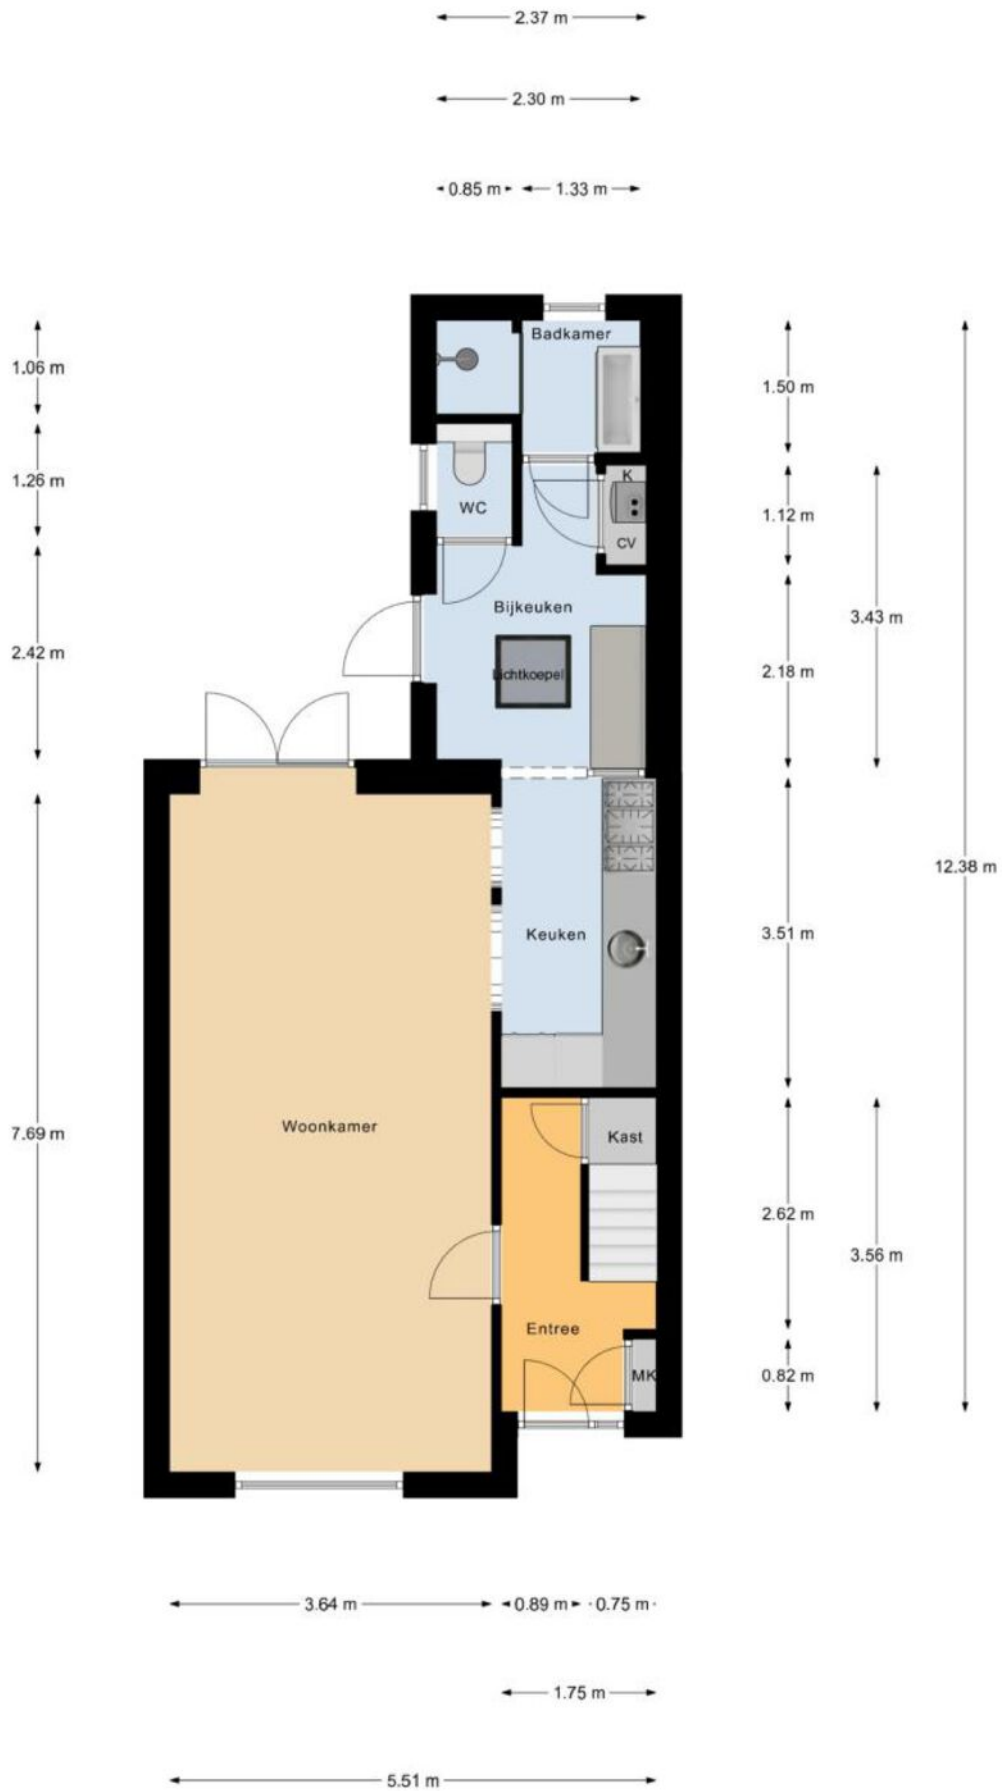 2.37 m
2.30 m
0.85 m 1.33 m
Badkamer
1.06 m
1.50 m
K
1.26 m
WC
1.12 m
CV
Bijkeuken
3.43 m
2.42 m
Lichtkoepel
2.18 m
12.38 m
Keuken
3.51 m
Woonkamer
7.69 m
Kast
2.62 m
3.56 m
Entree
MK
0.82 m
3.64 m 0.89 m 0.75 m
1.75 m
5.51 m